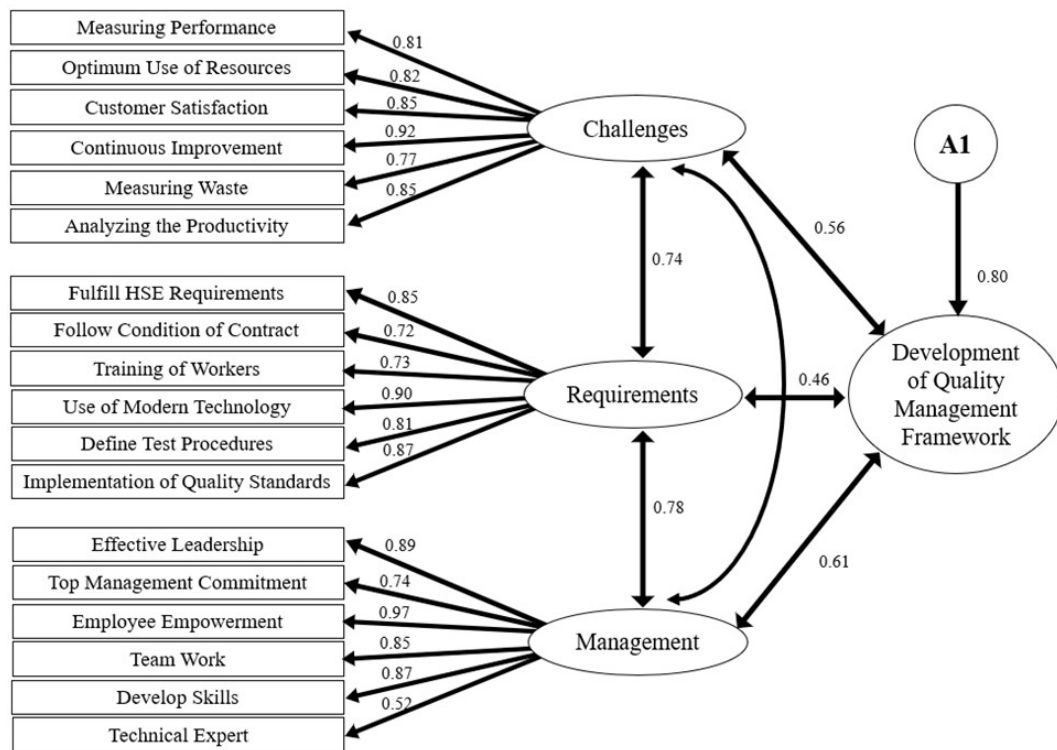 Measuring Performance
0.81
Optimum Use of Resources
0.82
Customer Satisfaction
0.85
Continuous Improvement
0.92
Measuring Waste
0.77
Analyzing the Productivity
0.85
Challenges
A1
0.56
0.74
0.80
Fulfill HSE Requirements
0.85
Follow Condition of Contract
0.72
Training of Workers
0.73
Use of Modern Technology
0.90
Define Test Procedures
0.81
Implementation of Quality Standards
0.87
Requirements
0.46
Development
of Quality
Management
Framework
0.78
0.61
Effective Leadership
0.89
Top Management Commitment
0.74
Employee Empowerment
0.97
Team Work
0.85
Develop Skills
0.87
Technical Expert
0.52
Management